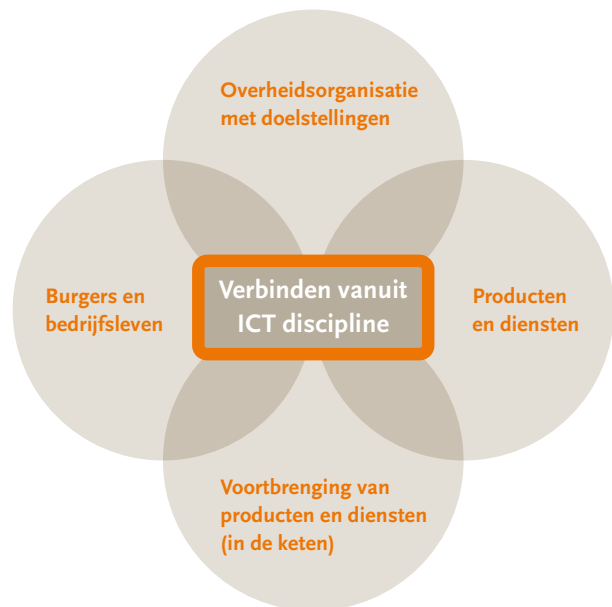 Overheidsorganisatie
met doelstellingen
Burgers en
bedrijfsleven
Verbinden vanuit
ICT discipline
Producten
en diensten
Voortbrenging van
producten en diensten
(in de keten)